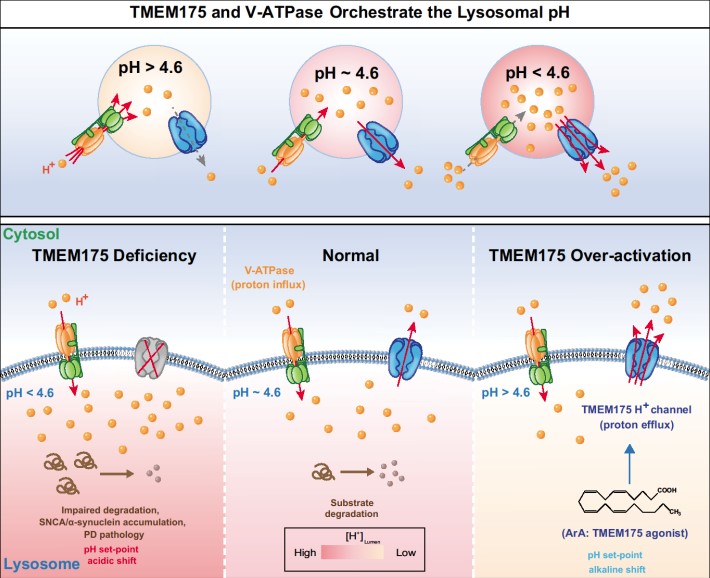 TMEM175 and V-ATPase Orchestrate the Lysosomal pH
pH > 4.6
pH ~ 4.6
pH < 4.6
H+
Cytosol
TMEM175 Deficiency
Normal
TMEM175 Over-activation
V-ATPase
(proton influx)
H+
pH < 4.6
pH ~ 4.6
pH > 4.6
TMEM175 H+ channel
(proton efflux)
COOH
CH3
(ArA: TMEM175 agonist)
Impaired degradation,
SNCA/α-synuclein accumulation,
PD pathology
pH set-point
acidic shift
Substrate
degradation
[H+]Lumen
High
Low
pH set-point
alkaline shift
Lysosome